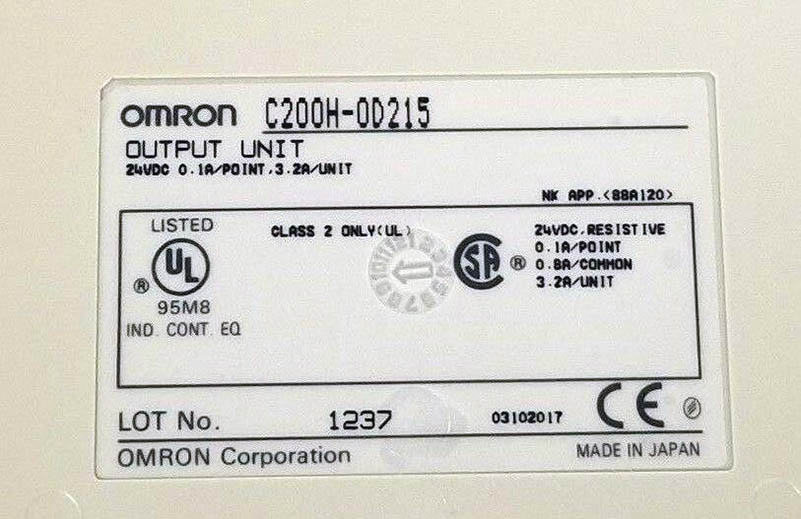 OMRON C200H-OD215
OUTPUT UNIT
24VDC 0.1A/POINT,3.2A/UNIT
NK APP.<88A120>
LISTED
UL
®
95M8
IND. CONT. EQ
CLASS 2 ONLY(UL)
SA ®
24VDC,RESISTIVE
0.1A/POINT
0.8A/COMMON
3.2A/UNIT
LOT No. 1237 03102017 CE
OMRON Corporation MADE IN JAPAN